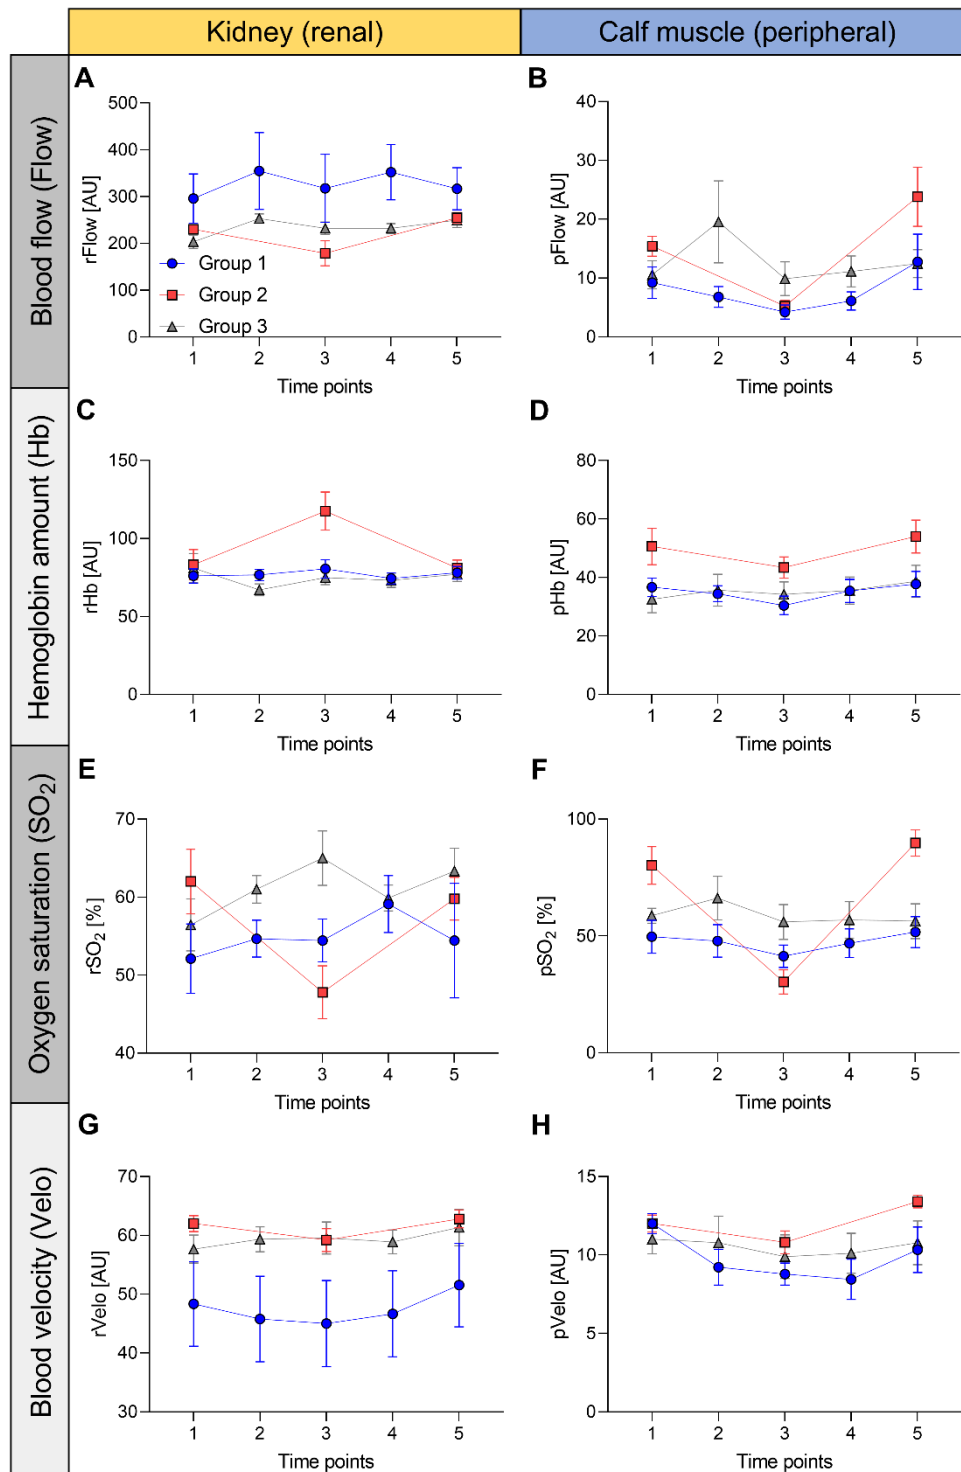 Kidney (renal)
Calf muscle (peripheral)
Blood flow (Flow)
A
500
400
300
200
100
0
rFlow [AU]
Group 1
Group 2
Group 3
1 2 3 4 5
Time points
B
40
30
20
10
0
pFlow [AU]
1 2 3 4 5
Time points
Hemoglobin amount (Hb)
C
150
100
50
0
rHb [AU]
1 2 3 4 5
Time points
D
80
60
40
20
0
pHb [AU]
1 2 3 4 5
Time points
Oxygen saturation (SO₂)
E
70
60
50
40
rSO₂ [%]
1 2 3 4 5
Time points
F
100
50
0
pSO₂ [%]
1 2 3 4 5
Time points
Blood velocity (Velo)
G
70
60
50
40
30
rVelo [AU]
1 2 3 4 5
Time points
H
15
10
5
0
pVelo [AU]
1 2 3 4 5
Time points